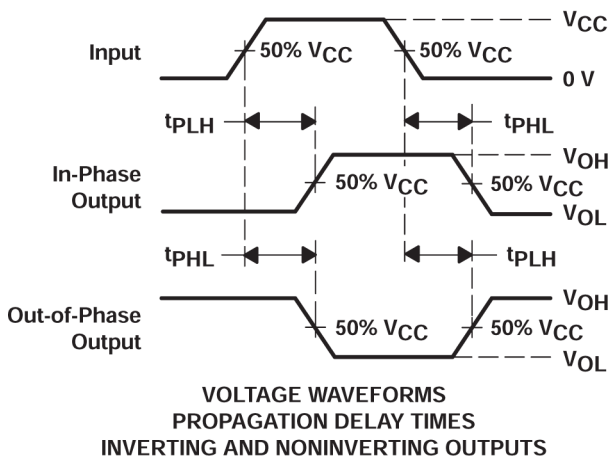 VCC
Input
50% VCC
50% VCC
0 V
tPLH
tPHL
VOH
In-Phase
Output
50% VCC
50% VCC
VOL
tPHL
tPLH
VOH
Out-of-Phase
Output
50% VCC
50% VCC
VOL
VOLTAGE WAVEFORMS
PROPAGATION DELAY TIMES
INVERTING AND NONINVERTING OUTPUTS